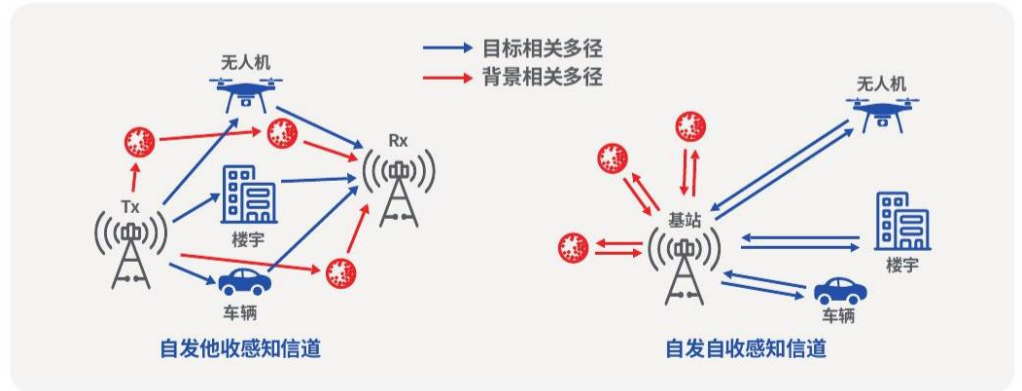 目标相关多径
背景相关多径
无人机
Rx
Tx
楼宇
车辆
自发他收感知信道
无人机
基站
楼宇
车辆
自发自收感知信道